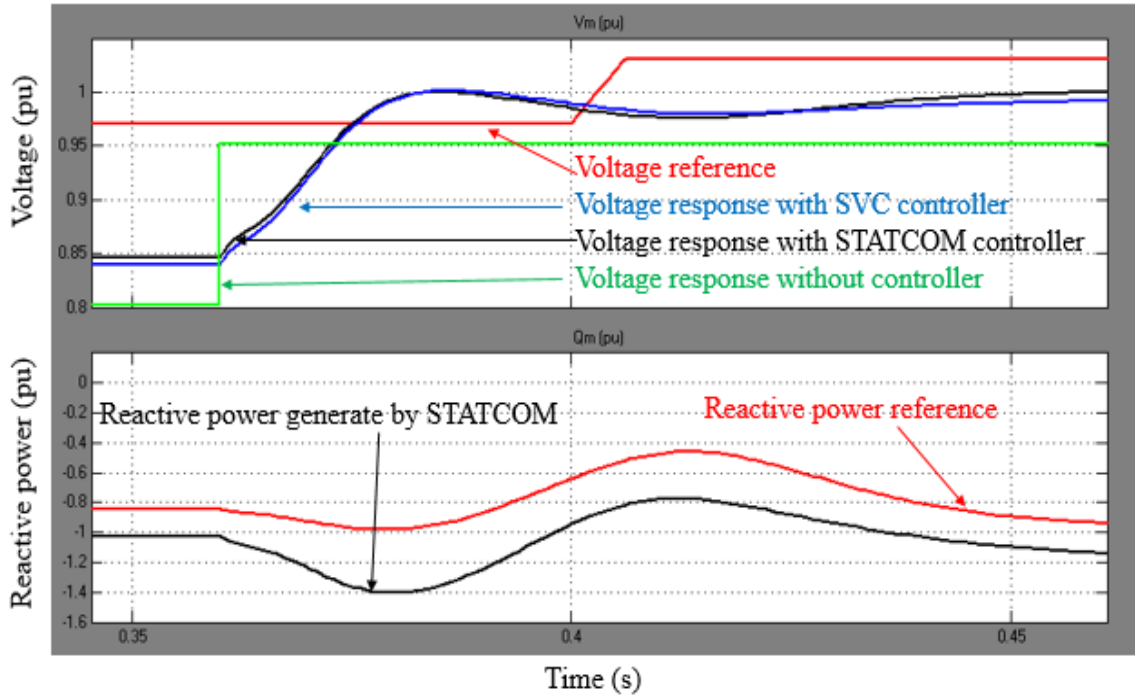 Vm (pu)
Voltage (pu)
1
0.95
0.9
0.85
0.8
Voltage reference
Voltage response with SVC controller
Voltage response with STATCOM controller
Voltage response without controller
Qm (pu)
Reactive power (pu)
0
-0.2
-0.4
-0.6
-0.8
-1
-1.2
-1.4
-1.6
Reactive power generate by STATCOM
Reactive power reference
0.35
0.4
0.45
Time (s)